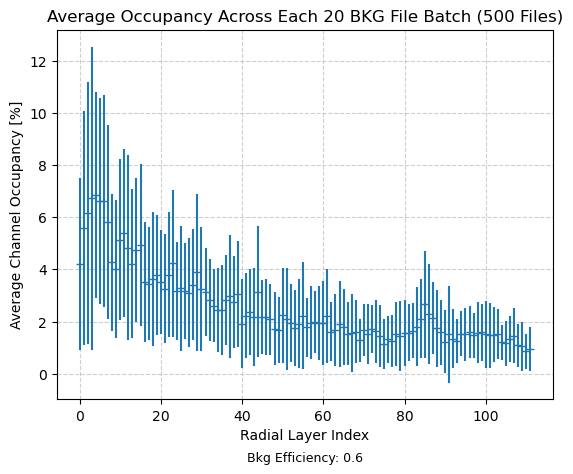 Average Occupancy Across Each 20 BKG File Batch (500 Files)
Average Channel Occupancy [%]
12
10
8
6
4
2
0
0 20 40 60 80 100
Radial Layer Index
Bkg Efficiency: 0.6